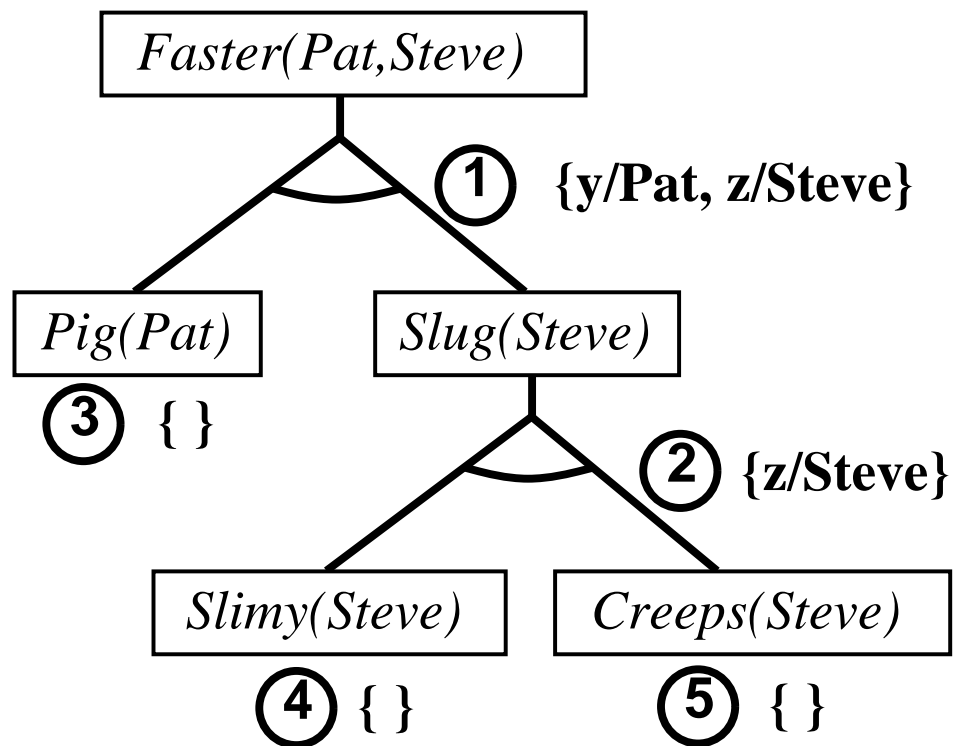 Faster(Pat,Steve)
1 {y/Pat, z/Steve}
Pig(Pat) Slug(Steve)
3 { }
2 {z/Steve}
Slimy(Steve) Creeps(Steve)
4 { } 5 { }